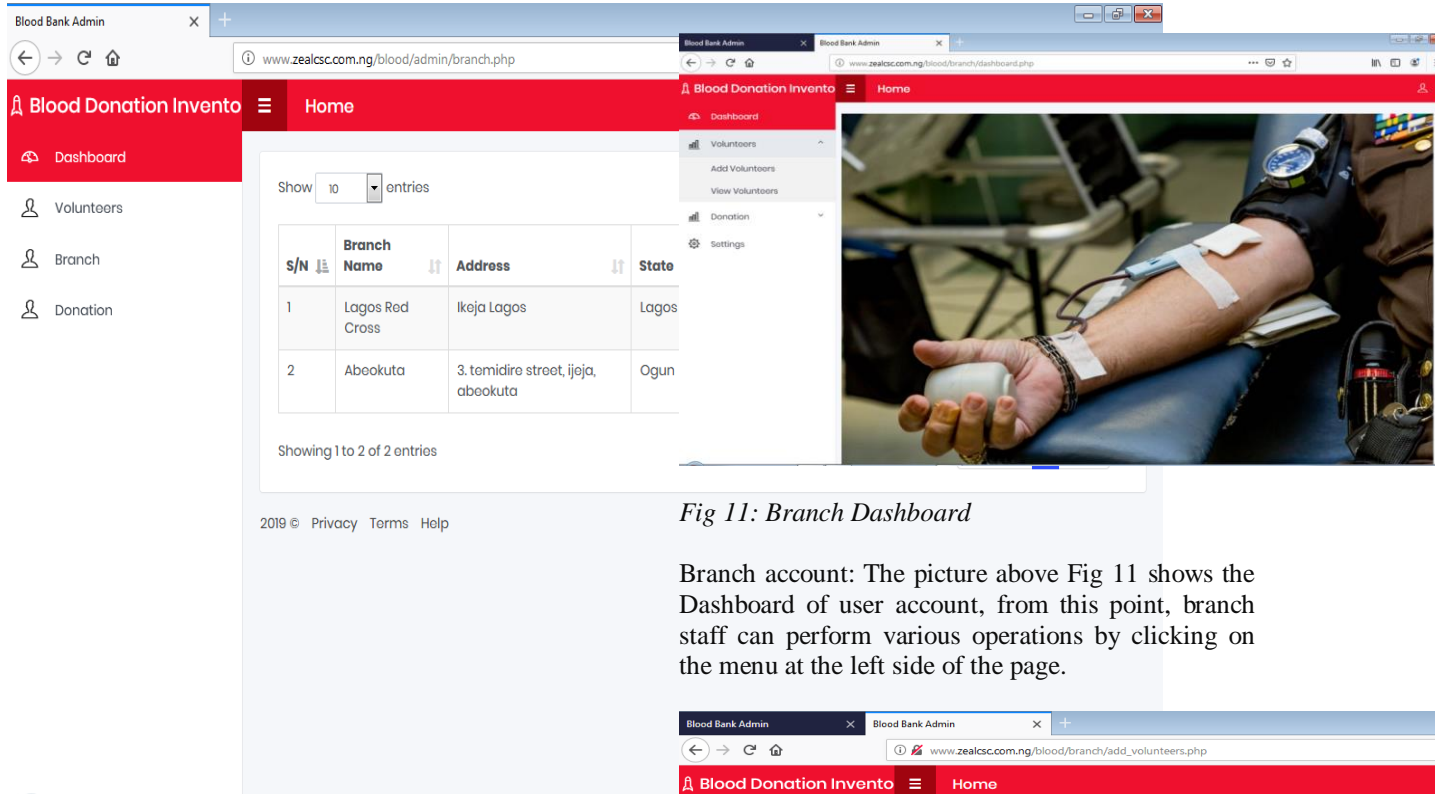 Blood Bank Admin
www.zealcsc.com.ng/blood/admin/branch.php
Blood Donation Invento
Home
Dashboard
Volunteers
Branch
Donation
Show 10 entries
S/N Branch Name Address State
1 Lagos Red Cross Ikeja Lagos Lagos
2 Abeokuta 3. temidire street, ijeja, abeokuta Ogun
Showing 1 to 2 of 2 entries
2019 © Privacy Terms Help
Blood Bank Admin Blood Bank Admin
www.zealcsc.com.ng/blood/branch/dashboard.php
Blood Donation Invento Home
Dashboard
Volunteers
Add Volunteers
View Volunteers
Donation
Settings
Fig 11: Branch Dashboard
Branch account: The picture above Fig 11 shows the
Dashboard of user account, from this point, branch
staff can perform various operations by clicking on
the menu at the left side of the page.
Blood Bank Admin Blood Bank Admin
www.zealcsc.com.ng/blood/branch/add_volunteers.php
Blood Donation Invento Home